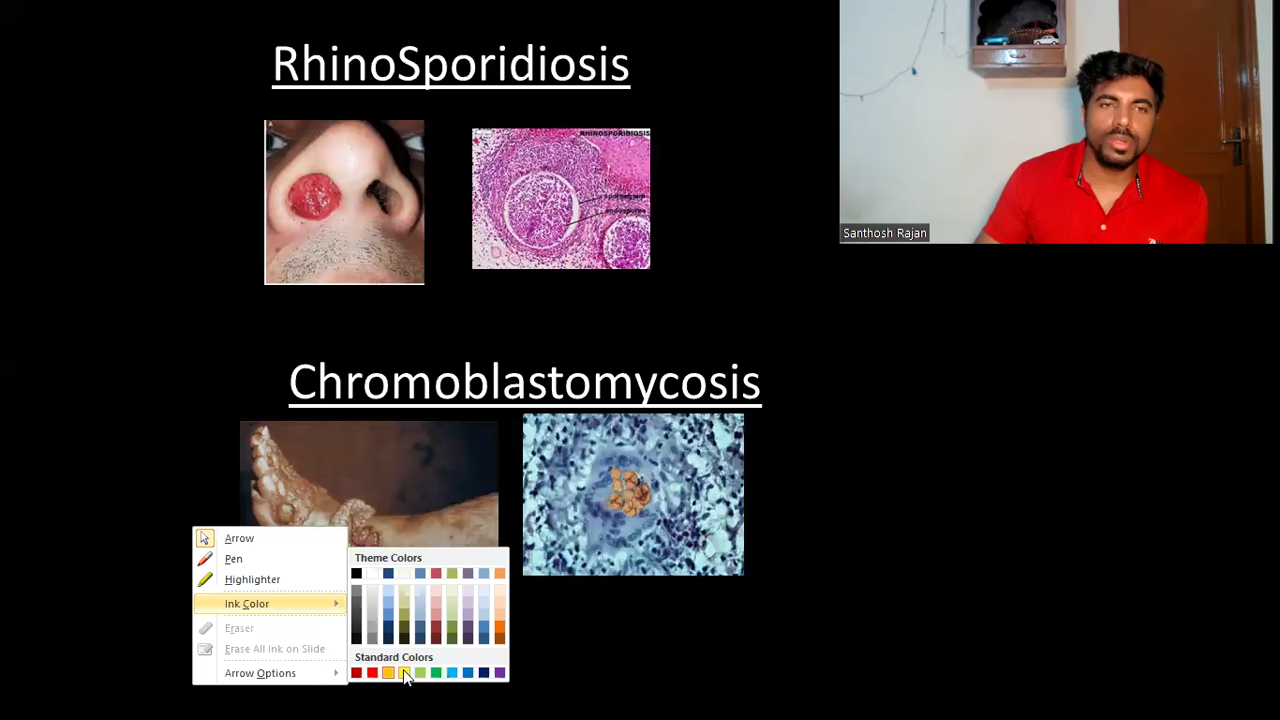 RhinoSporidiosis
RHINOSPORIDIOSIS
endospores
Santhosh Rajan
Chromoblastomycosis
Arrow
Pen
Highlighter
Ink Color
Eraser
Erase All Ink on Slide
Arrow Options
Theme Colors
Standard Colors